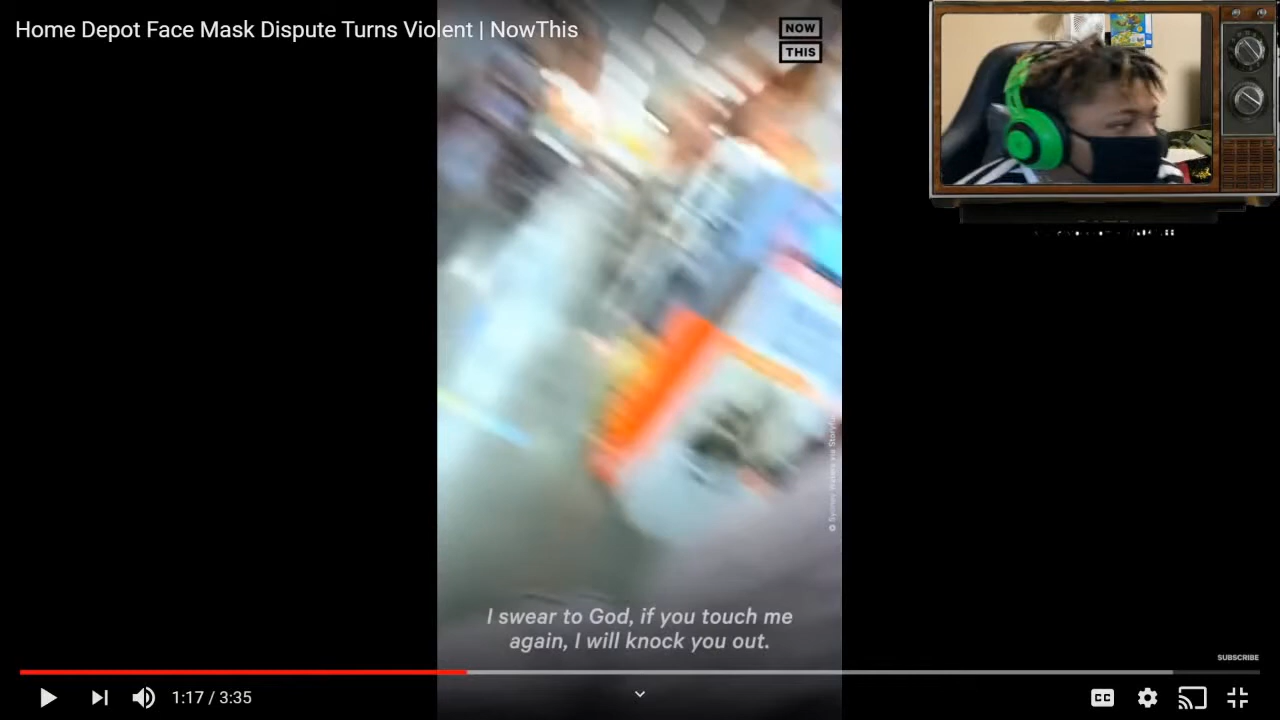 Home Depot Face Mask Dispute Turns Violent | NowThis
NOW
THIS
I swear to God, if you touch me
again, I will knock you out.
SUBSCRIBE
1:17 / 3:35
CC